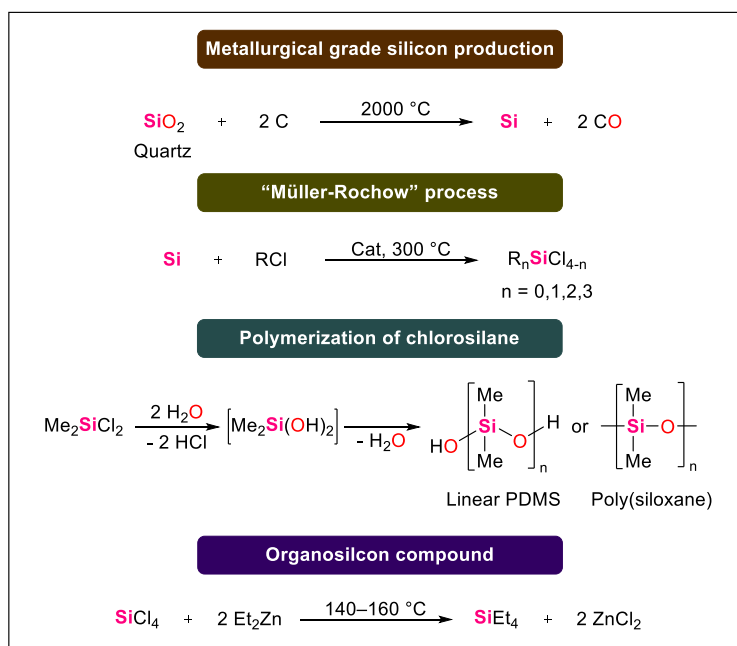 Metallurgical grade silicon production
2000 °C
SiO₂ + 2 C Si + 2 CO
Quartz
“Müller-Rochow” process
Cat, 300 °C
Si + RCl RₙSiCl₄₋ₙ
n = 0,1,2,3
Polymerization of chlorosilane
Me Me
2 H₂O H
Me₂SiCl₂ [Me₂Si(OH)₂] Si O or Si O
- 2 HCl - H₂O HO n n
Me Me
Linear PDMS Poly(siloxane)
Organosilcon compound
140–160 °C
SiCl₄ + 2 Et₂Zn SiEt₄ + 2 ZnCl₂